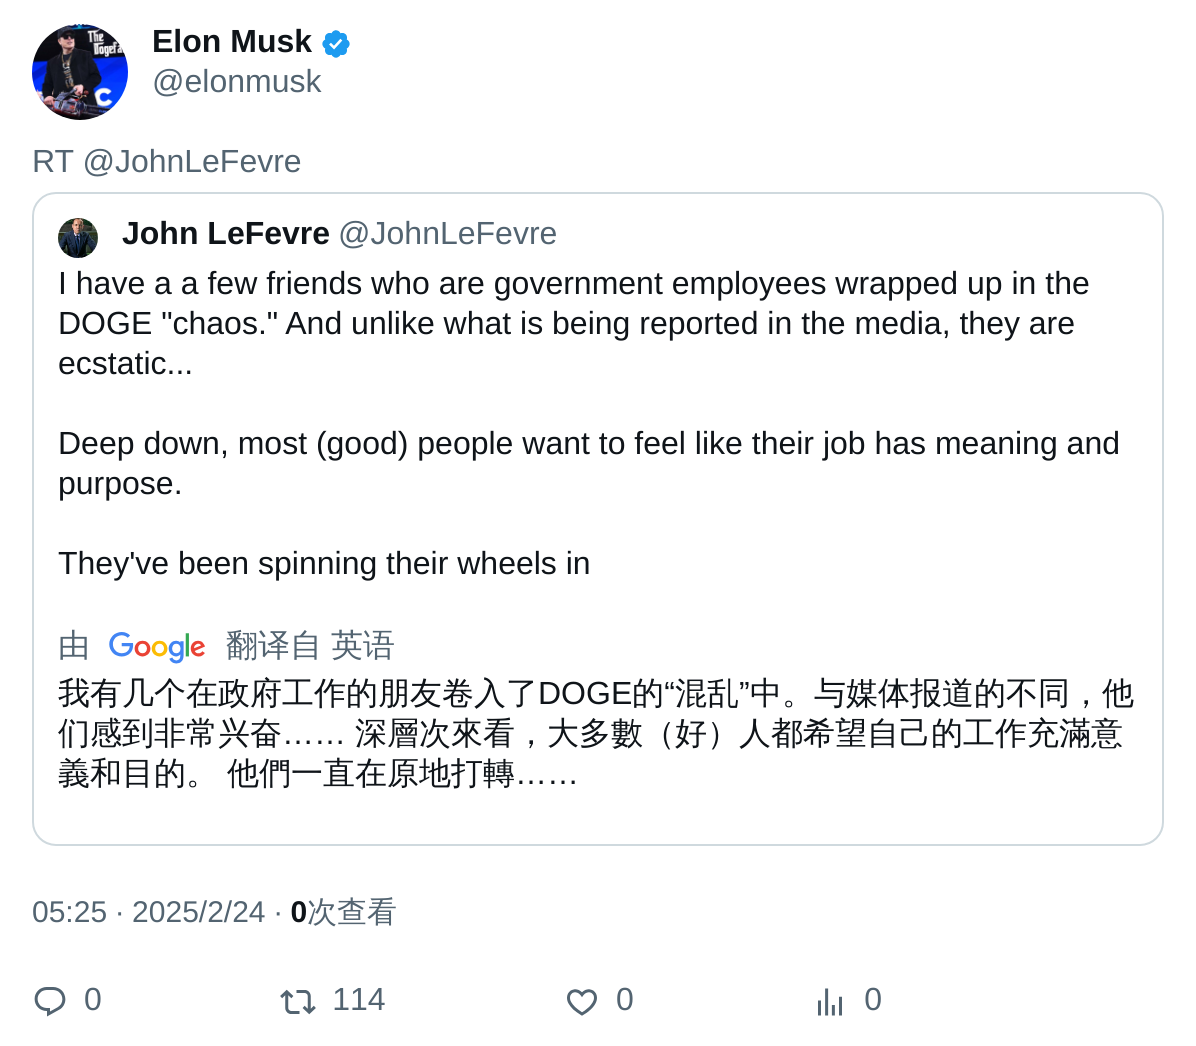 The
Dogefa
Elon Musk
@elonmusk
RT @JohnLeFevre
John LeFevre @JohnLeFevre
I have a a few friends who are government employees wrapped up in the
DOGE "chaos." And unlike what is being reported in the media, they are
ecstatic...
Deep down, most (good) people want to feel like their job has meaning and
purpose.
They've been spinning their wheels in
由 Google 翻译自 英语
我有几个在政府工作的朋友卷入了DOGE的“混乱”中。与媒体报道的不同，他
们感到非常兴奋…… 深層次來看，大多數（好）人都希望自己的工作充滿意
義和目的。 他們一直在原地打轉……
05:25 · 2025/2/24 · 0次查看
0 114 0 0